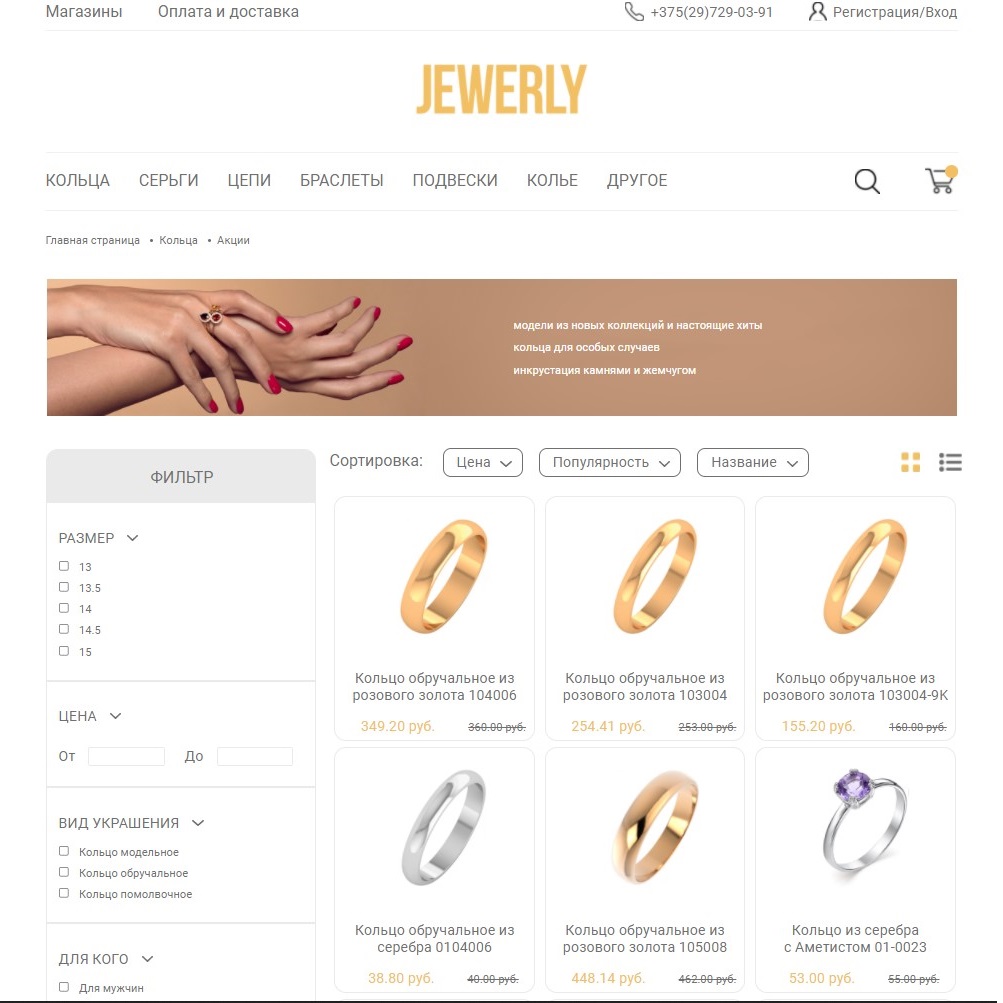 Магазины Оплата и доставка +375(29)729-03-91 Регистрация/Вход
JEWERLY
КОЛЬЦА СЕРЬГИ ЦЕПИ БРАСЛЕТЫ ПОДВЕСКИ КОЛЬЕ ДРУГОЕ
Главная страница • Кольца • Акции
модели из новых коллекций и настоящие хиты
кольца для особых случаев
инкрустация камнями и жемчугом
ФИЛЬТР
РАЗМЕР
13
13.5
14
14.5
15
ЦЕНА
От До
ВИД УКРАШЕНИЯ
Кольцо модельное
Кольцо обручальное
Кольцо помолвочное
ДЛЯ КОГО
Для мужчин
Сортировка: Цена Популярность Название
Кольцо обручальное из
розового золота 104006
349.20 руб. 360.00 руб.
Кольцо обручальное из
розового золота 103004
254.41 руб. 253.00 руб.
Кольцо обручальное из
розового золота 103004-9K
155.20 руб. 160.00 руб.
Кольцо обручальное из
серебра 0104006
38.80 руб. 40.00 руб.
Кольцо обручальное из
розового золота 105008
448.14 руб. 462.00 руб.
Кольцо из серебра
с Аметистом 01-0023
53.00 руб. 55.00 руб.